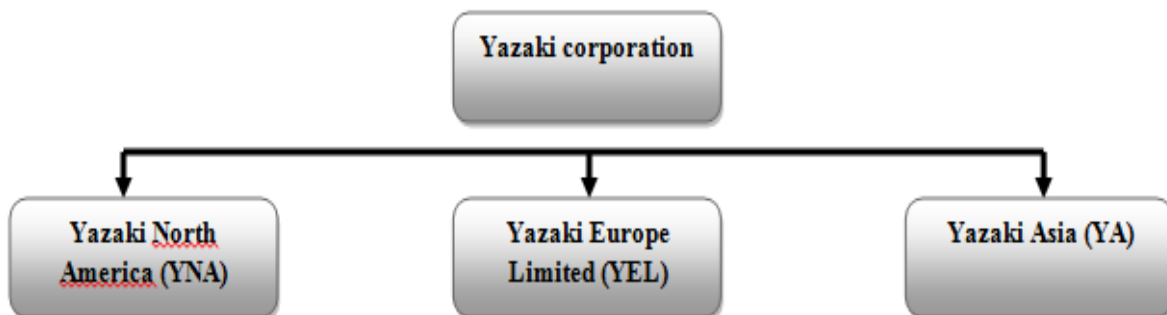 Yazaki corporation
Yazaki North
America (YNA)
Yazaki Europe
Limited (YEL)
Yazaki Asia (YA)